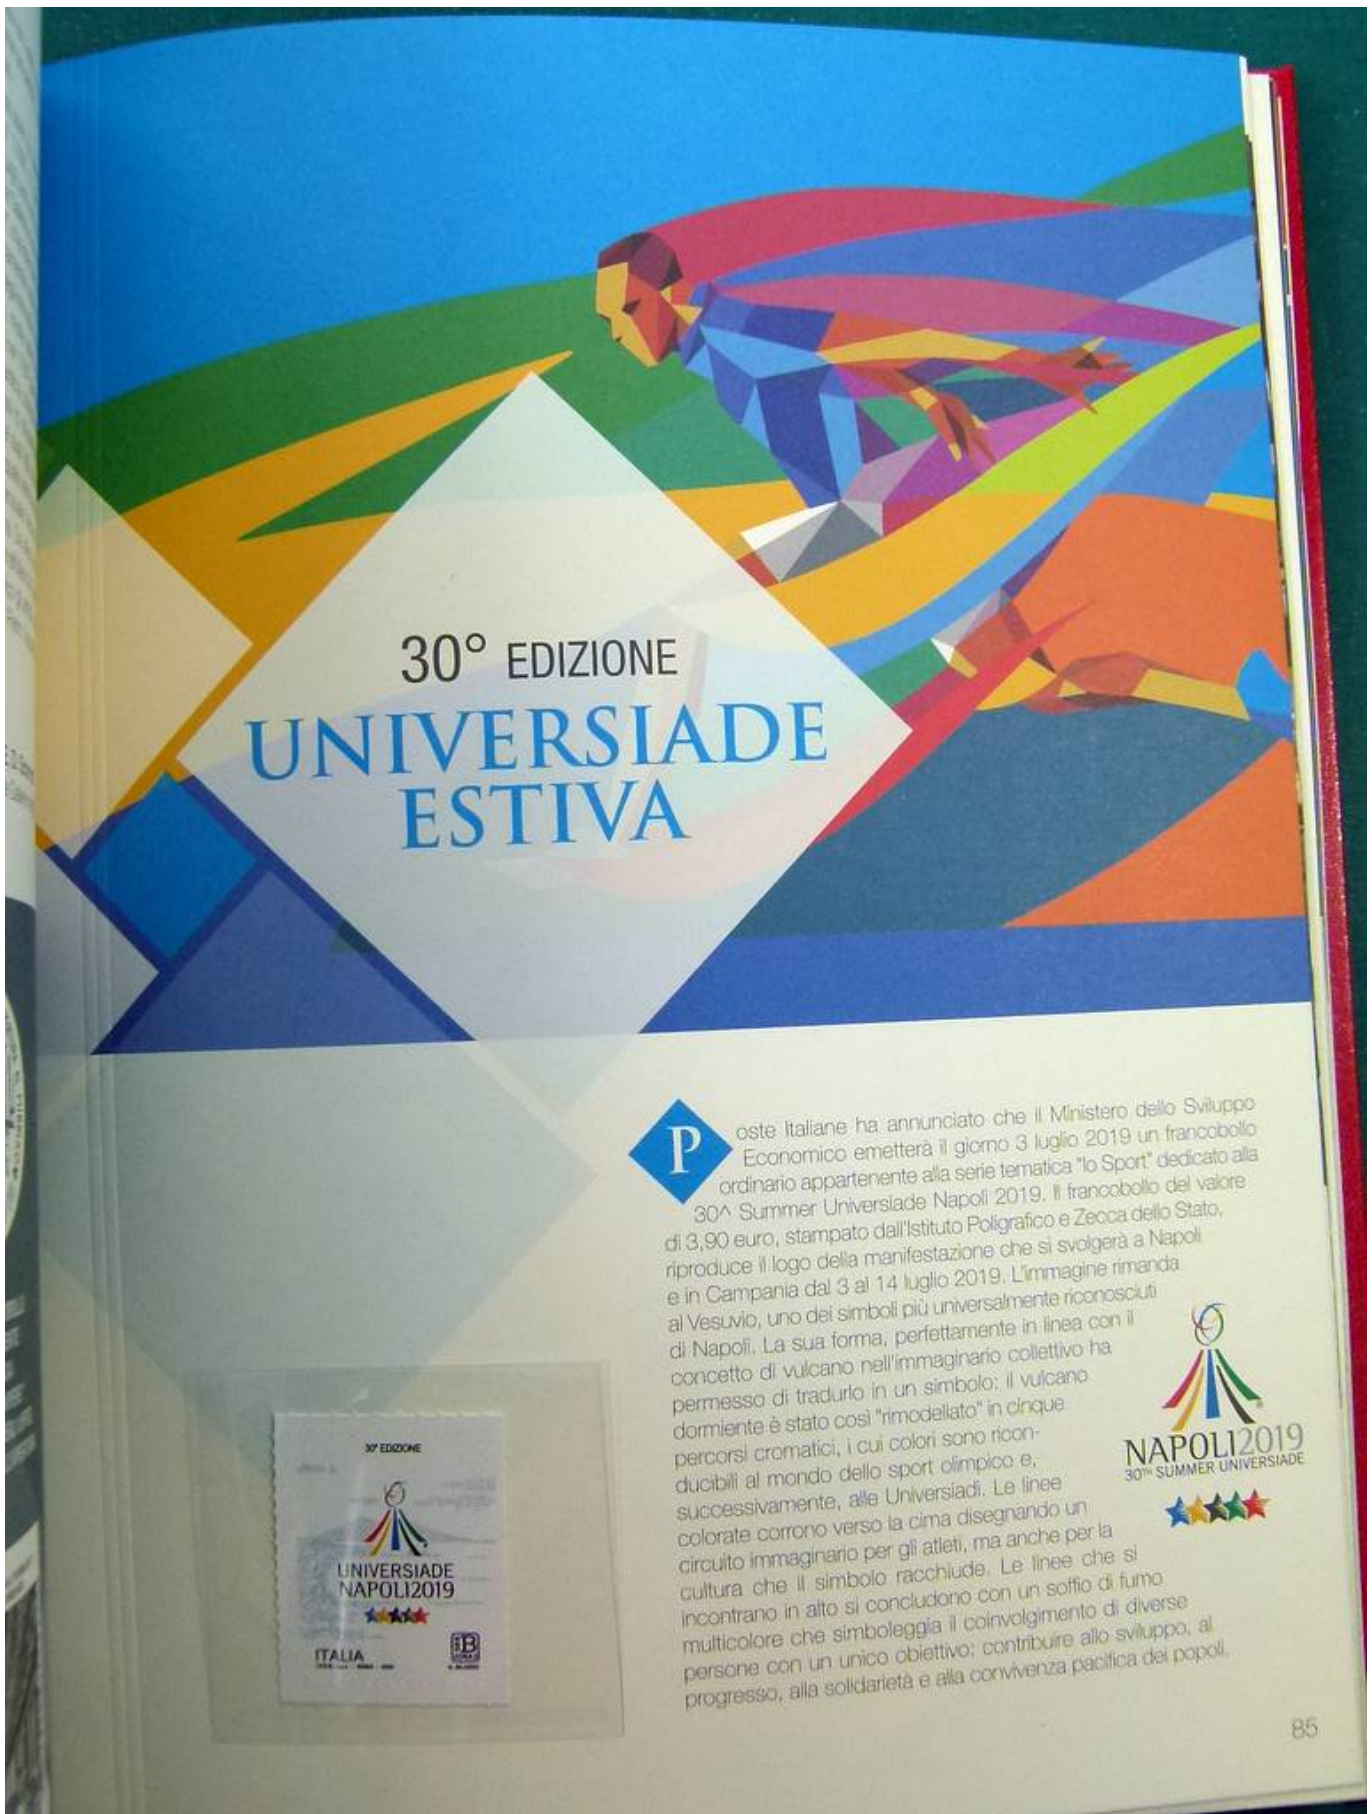 30° EDIZIONE
UNIVERSIADE
ESTIVA
Poste Italiane ha annunciato che il Ministero dello Sviluppo
Economico emetterà il giorno 3 luglio 2019 un francobollo
ordinario appartenente alla serie tematica "lo Sport" dedicato alla
30^ Summer Universiade Napoli 2019. Il francobollo del valore
di 3,90 euro, stampato dall'Istituto Poligrafico e Zecca dello Stato,
riproduce il logo della manifestazione che si svolgerà a Napoli
e in Campania dal 3 al 14 luglio 2019. L'immagine rimanda
al Vesuvio, uno dei simboli più universalmente riconosciuti
di Napoli. La sua forma, perfettamente in linea con il
concetto di vulcano nell'immaginario collettivo ha
permesso di tradurlo in un simbolo: il vulcano
dormiente è stato così "rimodellato" in cinque
percorsi cromatici, i cui colori sono ricon-
ducibili al mondo dello sport olimpico e,
successivamente, alle Universiadi. Le linee
colorate corrono verso la cima disegnando un
circuito immaginario per gli atleti, ma anche per la
cultura che il simbolo racchiude. Le linee che si
incontrano in alto si concludono con un soffio di fumo
multicolore che simboleggia il coinvolgimento di diverse
persone con un unico obiettivo: contribuire allo sviluppo, al
progresso, alla solidarietà e alla convivenza pacifica dei popoli.
NAPOLI2019
30TH SUMMER UNIVERSIADE
30ª EDIZIONE
UNIVERSIADE
NAPOLI2019
ITALIA
B
85